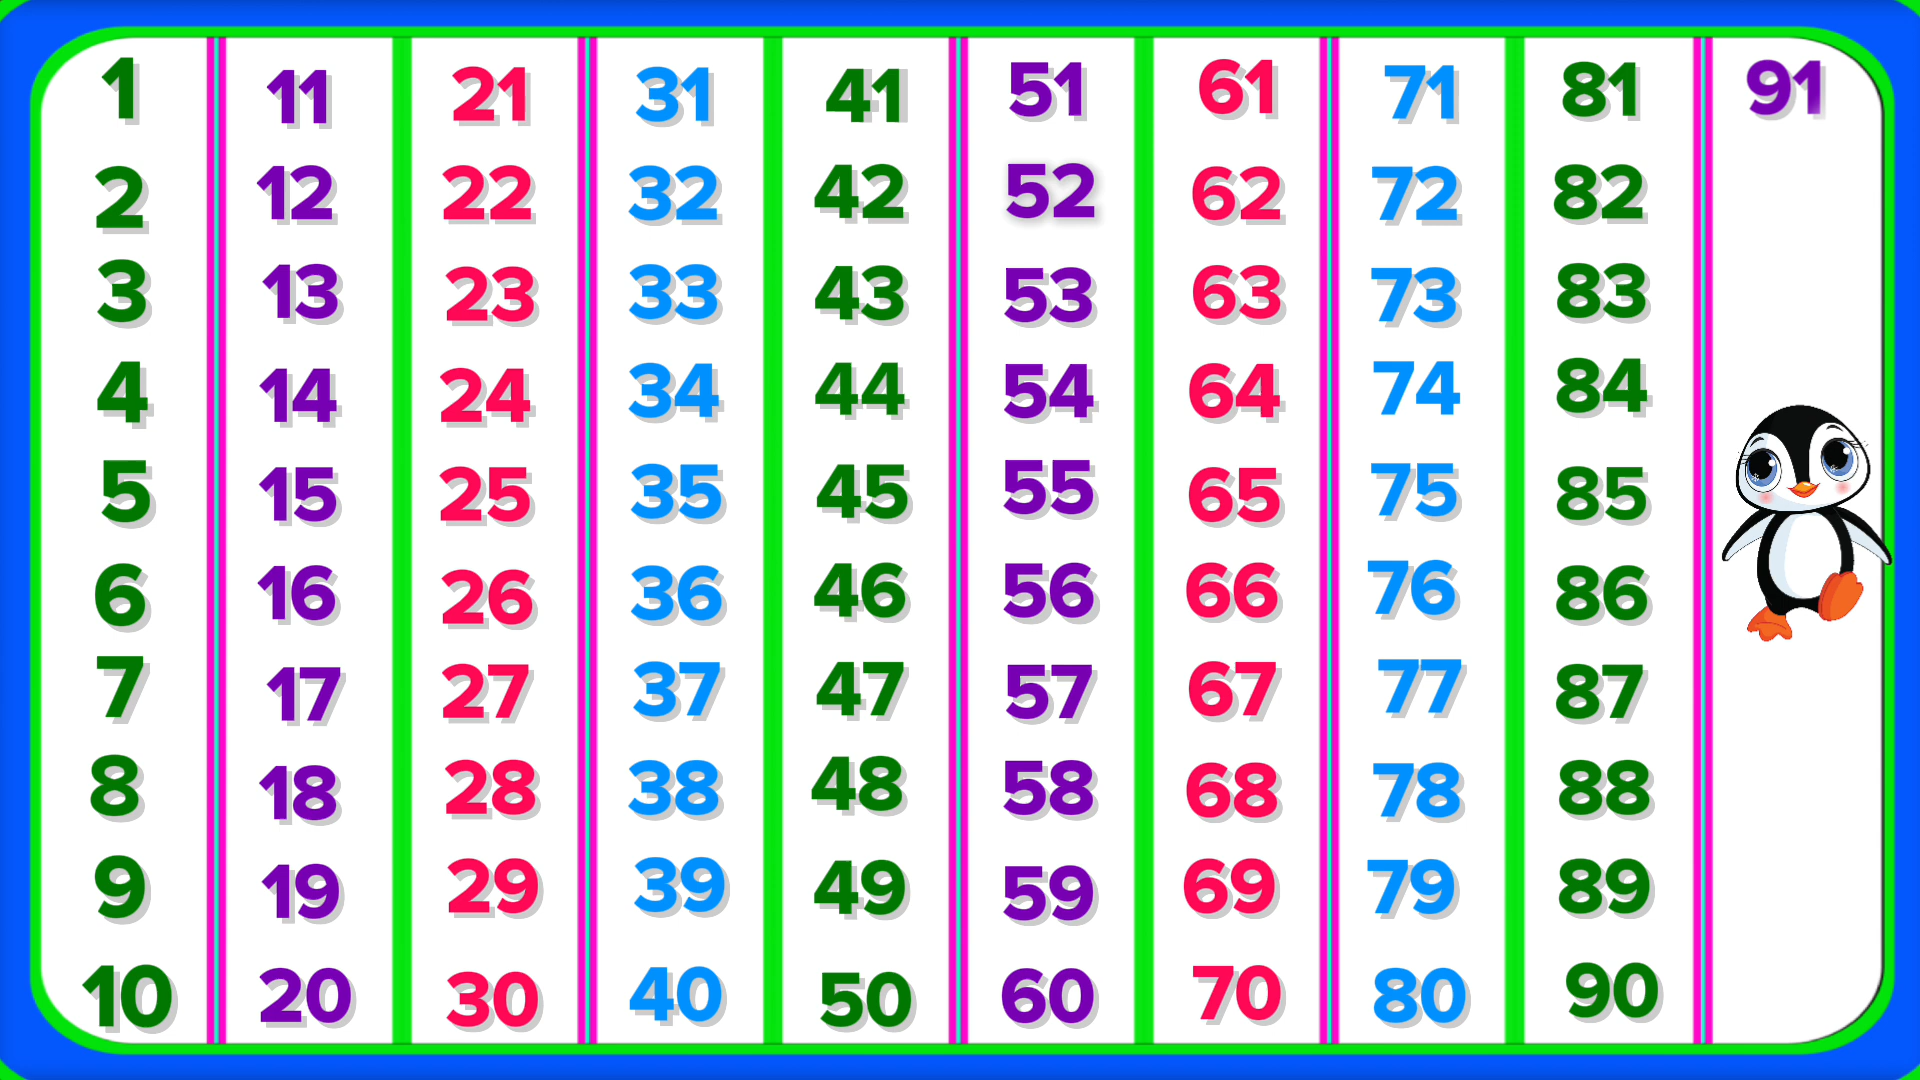 1 11 21 31 41 51 61 71 81 91
2 12 22 32 42 52 62 72 82
3 13 23 33 43 53 63 73 83
4 14 24 34 44 54 64 74 84
5 15 25 35 45 55 65 75 85
6 16 26 36 46 56 66 76 86
7 17 27 37 47 57 67 77 87
8 18 28 38 48 58 68 78 88
9 19 29 39 49 59 69 79 89
10 20 30 40 50 60 70 80 90